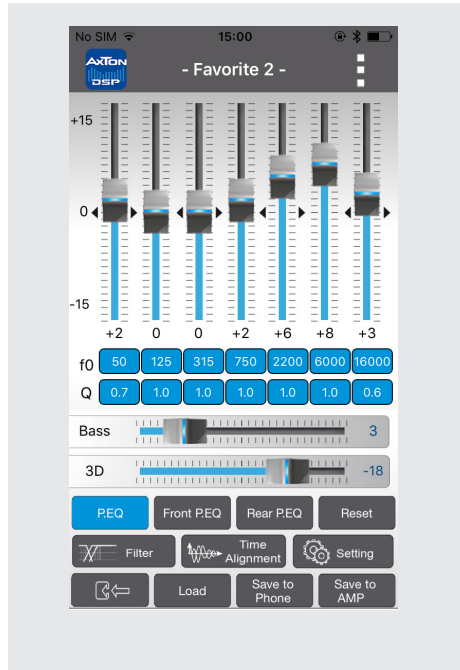 No SIM 15:00
AXTON
DSP
- Favorite 2 -
+15
0
-15
+2 0 0 +2 +6 +8 +3
f0 50 125 315 750 2200 6000 16000
Q 0.7 1.0 1.0 1.0 1.0 1.0 0.6
Bass 3
3D -18
P.EQ Front P.EQ Rear P.EQ Reset
Filter Time Alignment Setting
Load Save to Phone Save to AMP